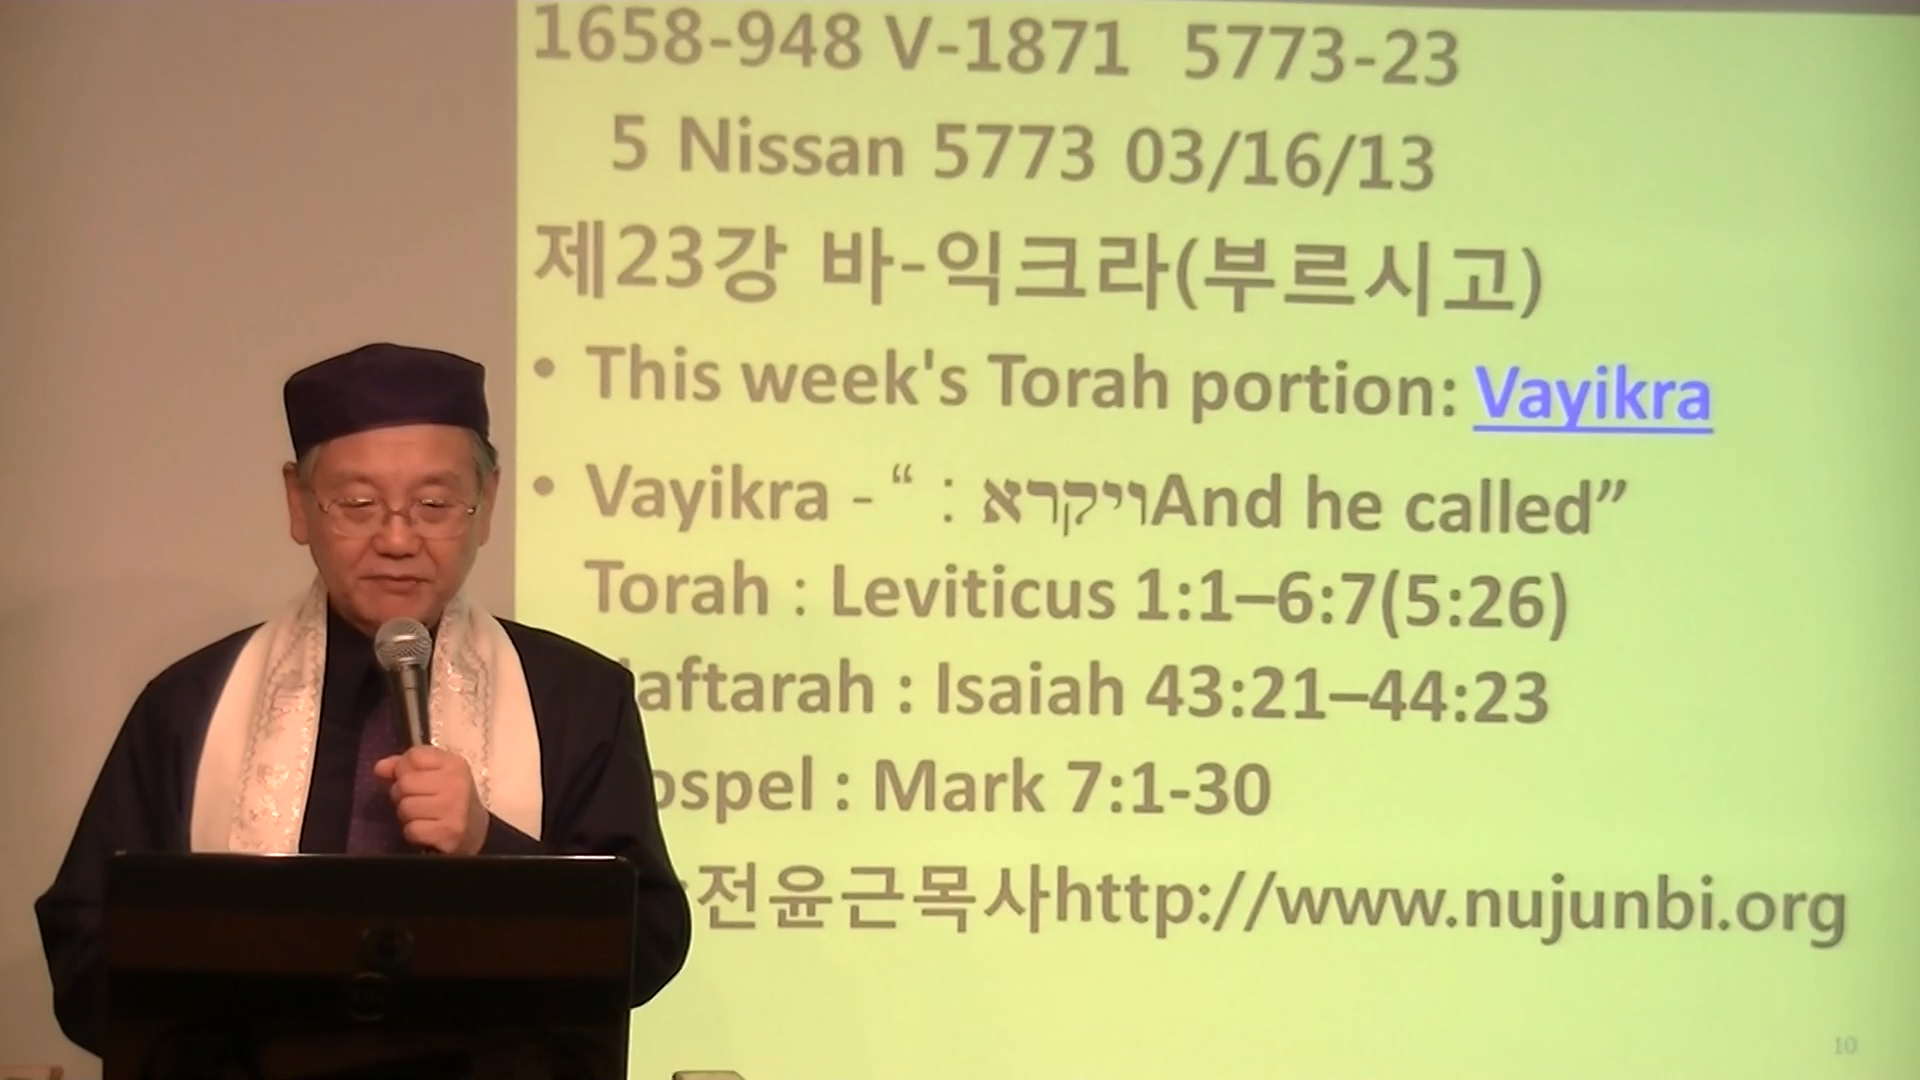 1658-948 V-1871 5773-23
5 Nissan 5773 03/16/13
제23강 바-익크라(부르시고)
• This week's Torah portion: Vayikra
• Vayikra - “ : ויקראAnd he called”
Torah : Leviticus 1:1–6:7(5:26)
aftarah : Isaiah 43:21–44:23
ospel : Mark 7:1-30
전윤근목사http://www.nujunbi.org
10